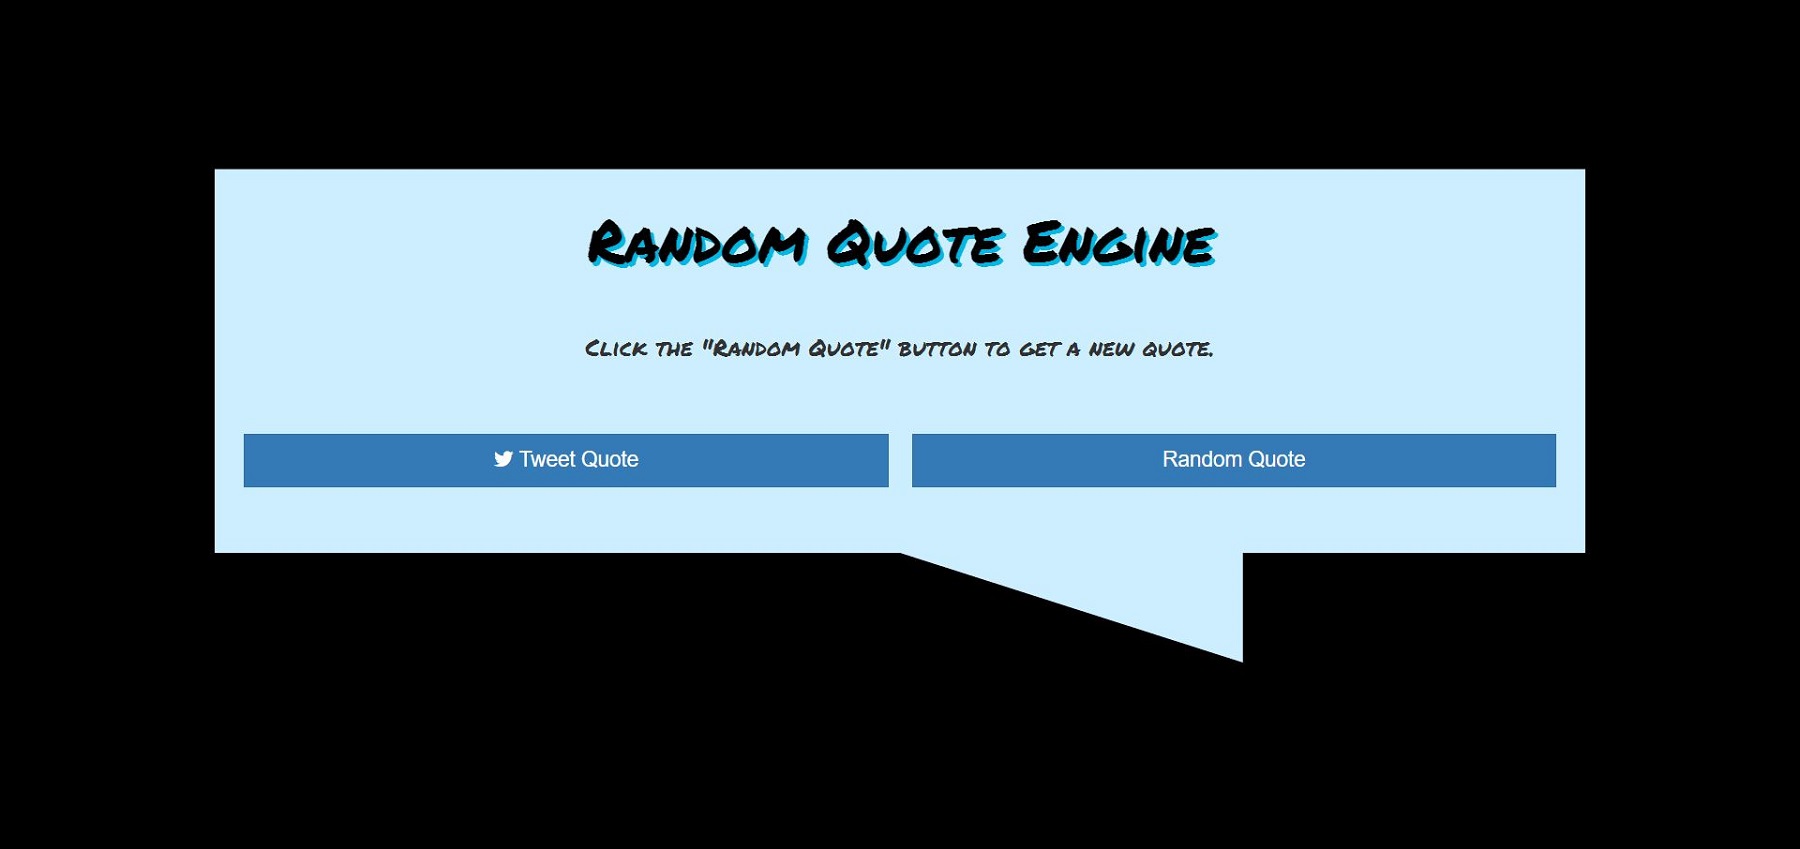 Random Quote Engine
Click the "Random Quote" button to get a new quote.
Tweet Quote
Random Quote